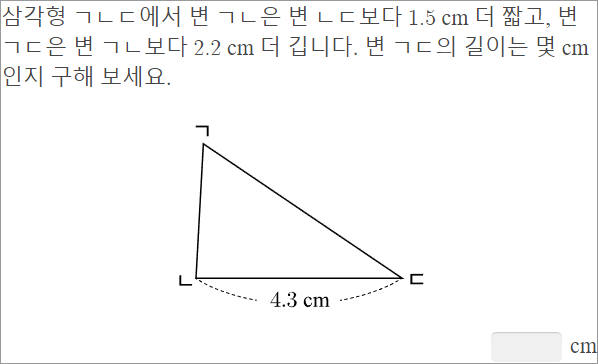 삼각형 ㄱㄴㄷ에서 변 ㄱㄴ은 변 ㄴㄷ보다 1.5 cm 더 짧고, 변
ㄱㄷ은 변 ㄱㄴ보다 2.2 cm 더 깁니다. 변 ㄱㄷ의 길이는 몇 cm
인지 구해 보세요.
ㄱ
ㄴ
ㄷ
4.3 cm
cm